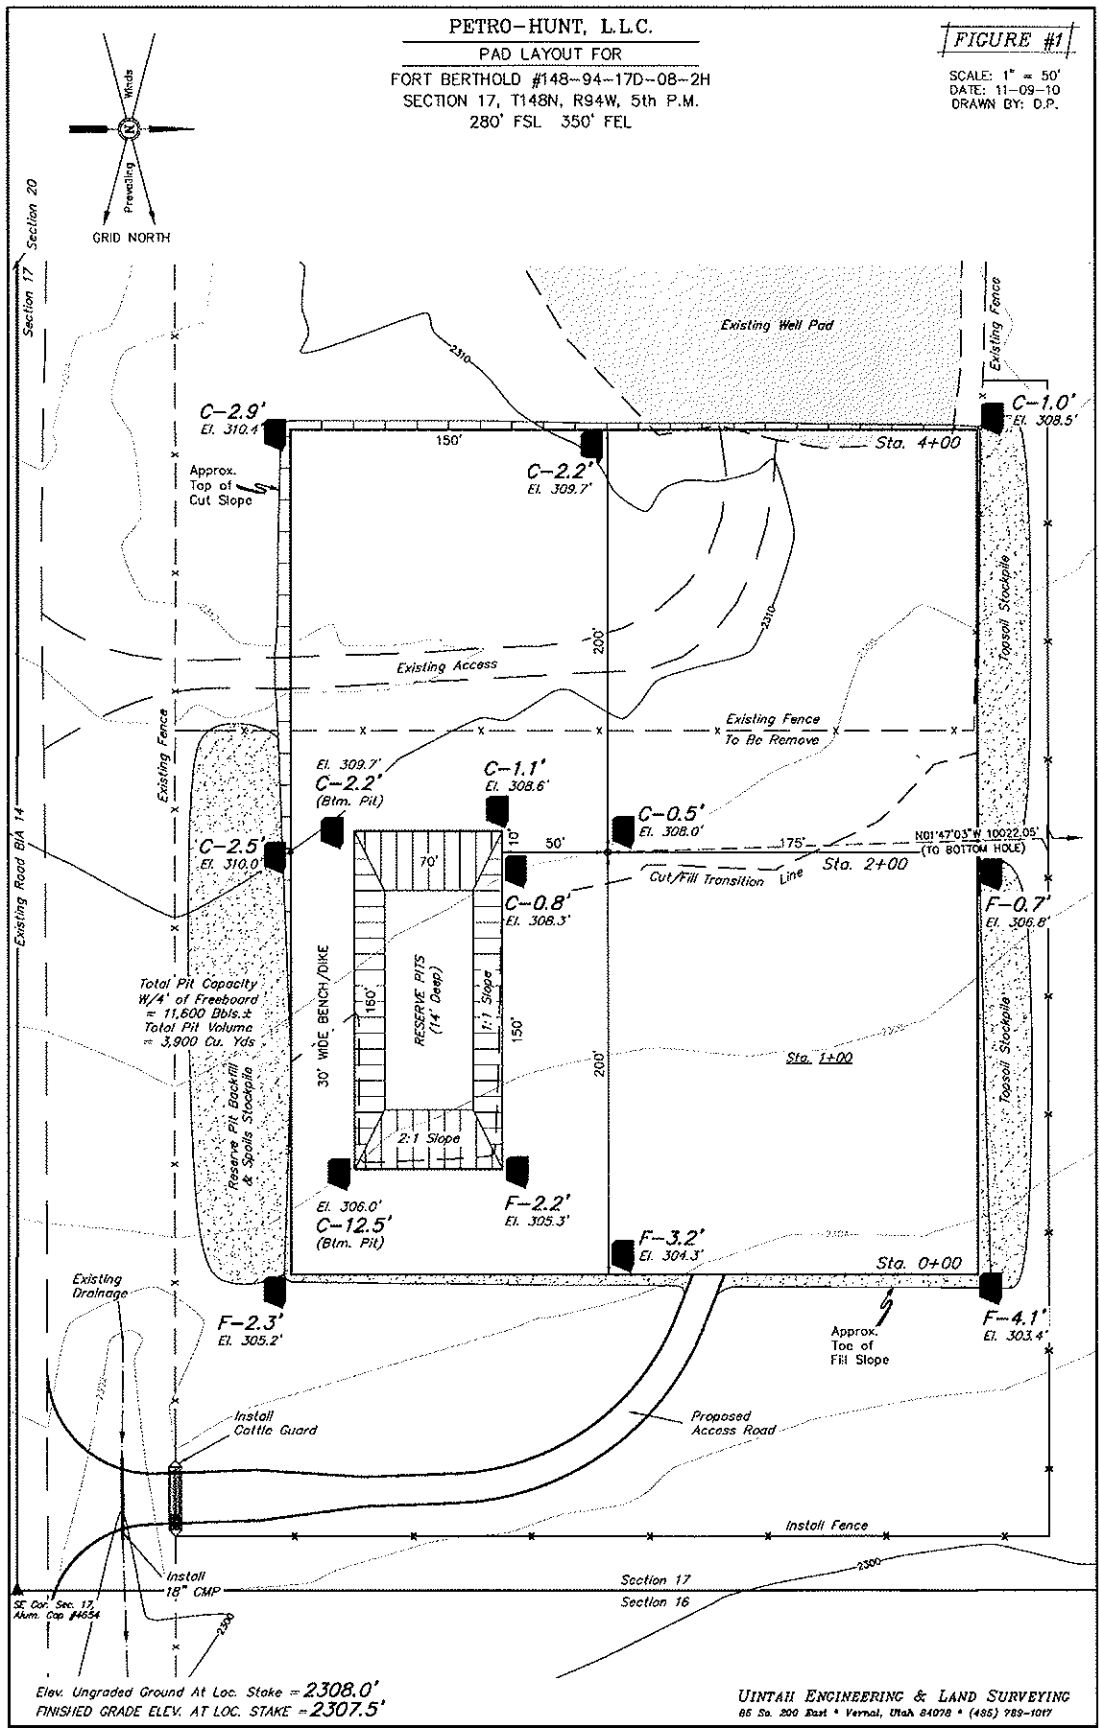 PETRO-HUNT, L.L.C.
PAD LAYOUT FOR
FORT BERTHOLD #148-94-17D-08-2H
SECTION 17, T148N, R94W, 5th P.M.
280' FSL 350' FEL
FIGURE #1
SCALE: 1" = 50'
DATE: 11-09-10
DRAWN BY: D.P.
Winds
N
Prevailing
GRID NORTH
Section 20
Section 17
Existing Well Pad
Existing Fence
2310
C-2.9'
El. 310.4'
150'
C-2.2'
El. 309.7'
Sta. 4+00
C-1.0'
El. 308.5'
Approx.
Top of
Cut Slope
Topsoil Stockpile
200'
2310
Existing Access
Existing Fence
To Be Remove
Existing Fence
El. 309.7'
C-2.2'
(Btm. Pit)
C-1.1'
El. 308.6'
C-0.5'
El. 308.0'
10'
50'
175'
N01°47'03"W 10022.05'
(TO BOTTOM HOLE)
C-2.5'
El. 310.0'
70'
Sta. 2+00
Cut/Fill Transition Line
C-0.8'
El. 308.3'
F-0.7'
El. 306.8'
Existing Road BIA 14
Total Pit Capacity
W/4' of Freeboard
= 11,600 Bbls.±
Total Pit Volume
= 3,900 Cu. Yds
30' WIDE BENCH/DIKE
160'
RESERVE PITS
(14' Deep)
1:1 Slope
150'
200'
Sta. 1+00
Topsoil Stockpile
Reserve Pit Backfill
& Spoils Stockpile
2:1 Slope
El. 306.0'
C-12.5'
(Btm. Pit)
F-2.2'
El. 305.3'
F-3.2'
El. 304.3'
Sta. 0+00
Existing
Drainage
F-2.3'
El. 305.2'
Approx.
Toe of
Fill Slope
F-4.1'
El. 303.4'
Install
Cattle Guard
Proposed
Access Road
Install Fence
Install
18" CMP
2300
Section 17
Section 16
SE Cor. Sec. 17,
Alum. Cap #4654
2300
Elev. Ungraded Ground At Loc. Stake = 2308.0'
FINISHED GRADE ELEV. AT LOC. STAKE = 2307.5'
UINTAH ENGINEERING & LAND SURVEYING
85 So. 200 East * Vernal, Utah 84078 * (435) 789-1017